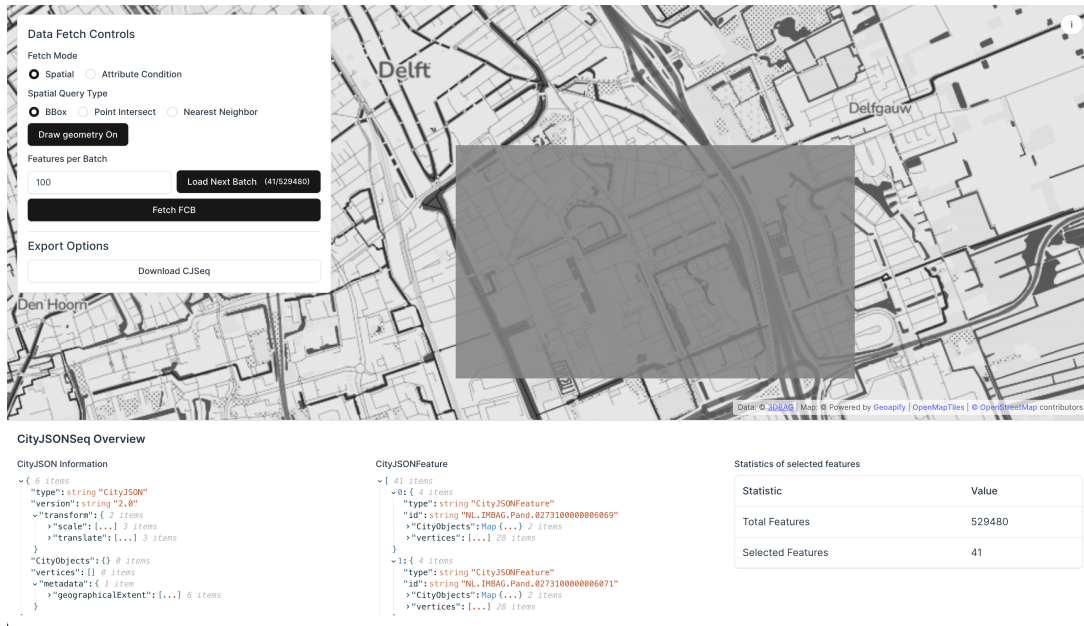 Data Fetch Controls
Fetch Mode
Spatial Attribute Condition
Spatial Query Type
BBox Point Intersect Nearest Neighbor
Draw geometry On
Features per Batch
100 Load Next Batch (41/529480)
Fetch FCB
Export Options
Download CJSeq
Delft
Delfgauw
Den Hoorn
i
Data: © 3DBAG | Map: © Powered by Geoapify | OpenMapTiles | © OpenStreetMap contributors
CityJSONSeq Overview
CityJSON Information
{ 6 items
"type": string "CityJSON"
"version": string "2.0"
"transform": { 2 items
"scale": [...] 3 items
"translate": [...] 3 items
}
"CityObjects": {} 0 items
"vertices": [] 0 items
"metadata": { 1 item
"geographicalExtent": [...] 6 items
}
CityJSONFeature
[ 41 items
0: { 4 items
"type": string "CityJSONFeature"
"id": string "NL.IMBAG.Pand.0273100000006069"
"CityObjects": Map {...} 2 items
"vertices": [...] 28 items
}
1: { 4 items
"type": string "CityJSONFeature"
"id": string "NL.IMBAG.Pand.0273100000006071"
"CityObjects": Map {...} 2 items
"vertices": [...] 28 items
Statistics of selected features
Statistic Value
Total Features 529480
Selected Features 41